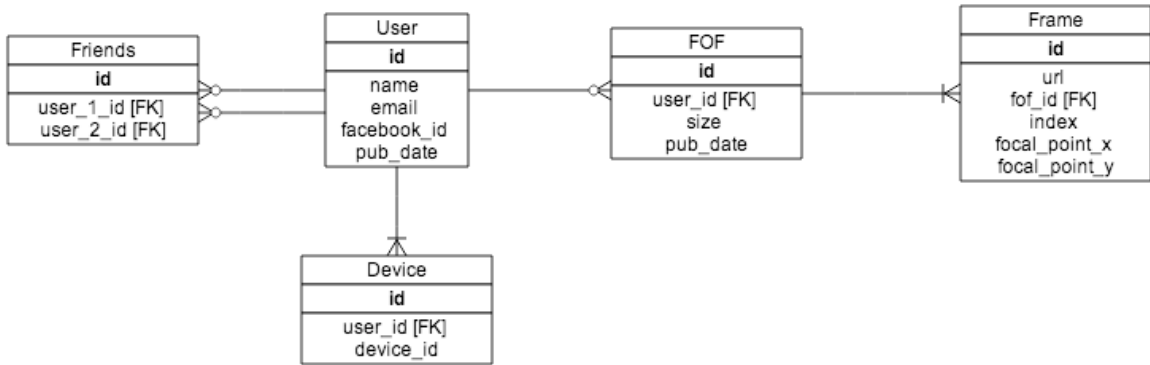 Friends
id
user_1_id [FK]
user_2_id [FK]
User
id
name
email
facebook_id
pub_date
FOF
id
user_id [FK]
size
pub_date
Frame
id
url
fof_id [FK]
index
focal_point_x
focal_point_y
Device
id
user_id [FK]
device_id